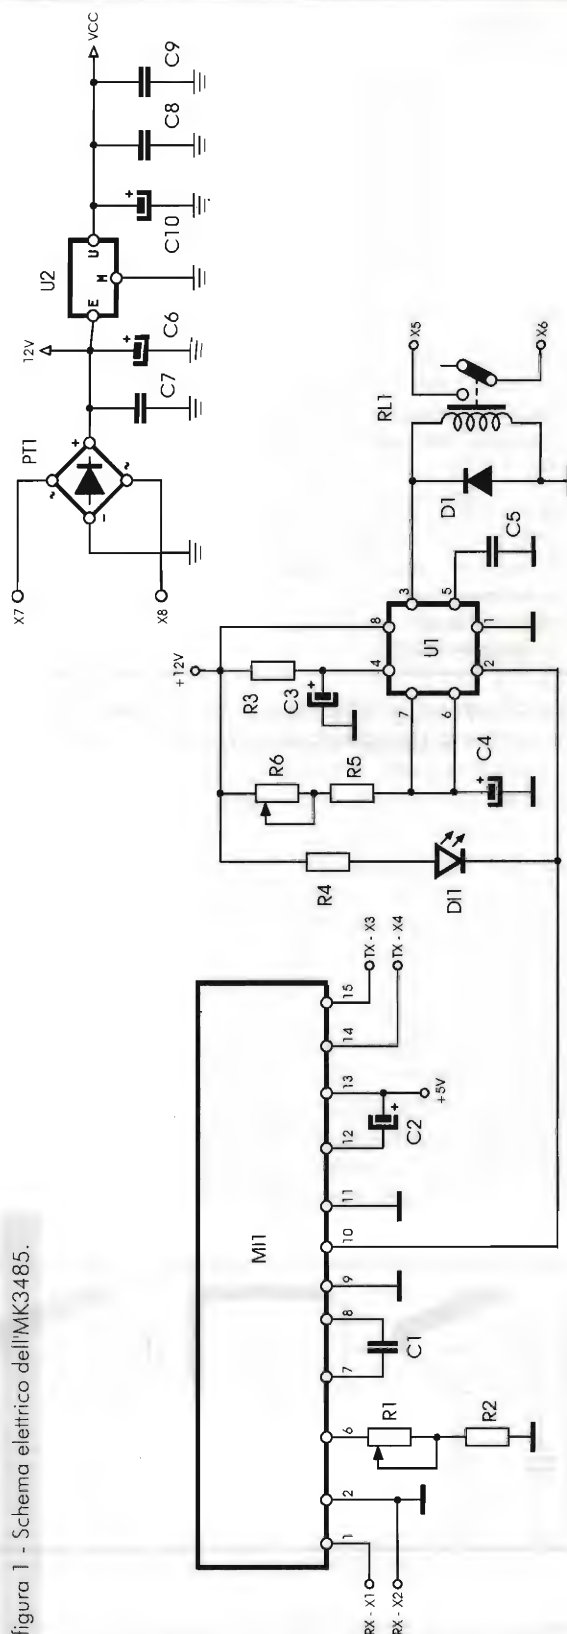 figura 1 - Schema elettrico dell'MK3485.
X7
X8
PT1
~
~
+
-
C7
12V
+
C6
U2
E
M
U
+
C10
C8
C9
VCC
+12V
R3
C3
+
R6
R5
R4
DI1
C4
+
U1
8
4
7
6
3
5
1
2
C5
D1
RL1
X5
X6
MI1
1
2
6
7
8
9
10
11
12
13
14
15
RX - X1
RX - X2
R1
R2
C1
C2
+
+5V
TX - X3
TX - X4